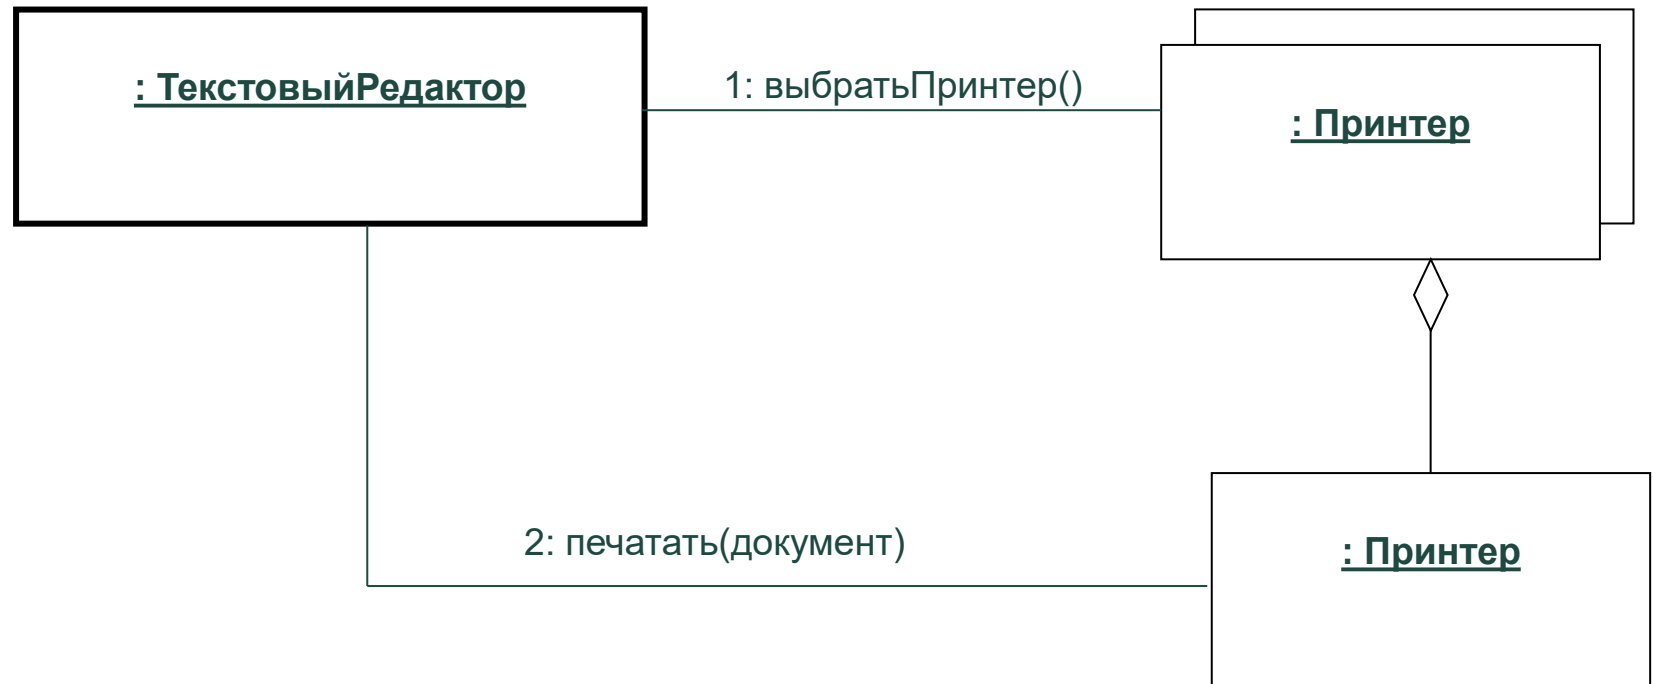 : ТекстовыйРедактор
1: выбратьПринтер()
: Принтер
2: печатать(документ)
: Принтер